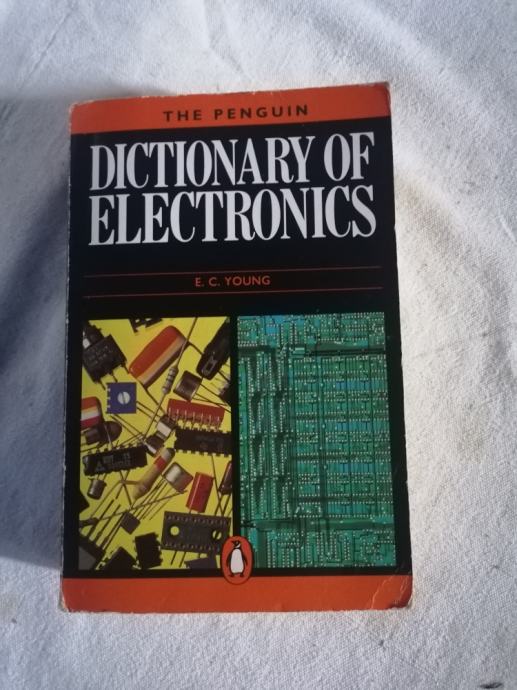 THE PENGUIN
DICTIONARY OF
ELECTRONICS
E. C. YOUNG